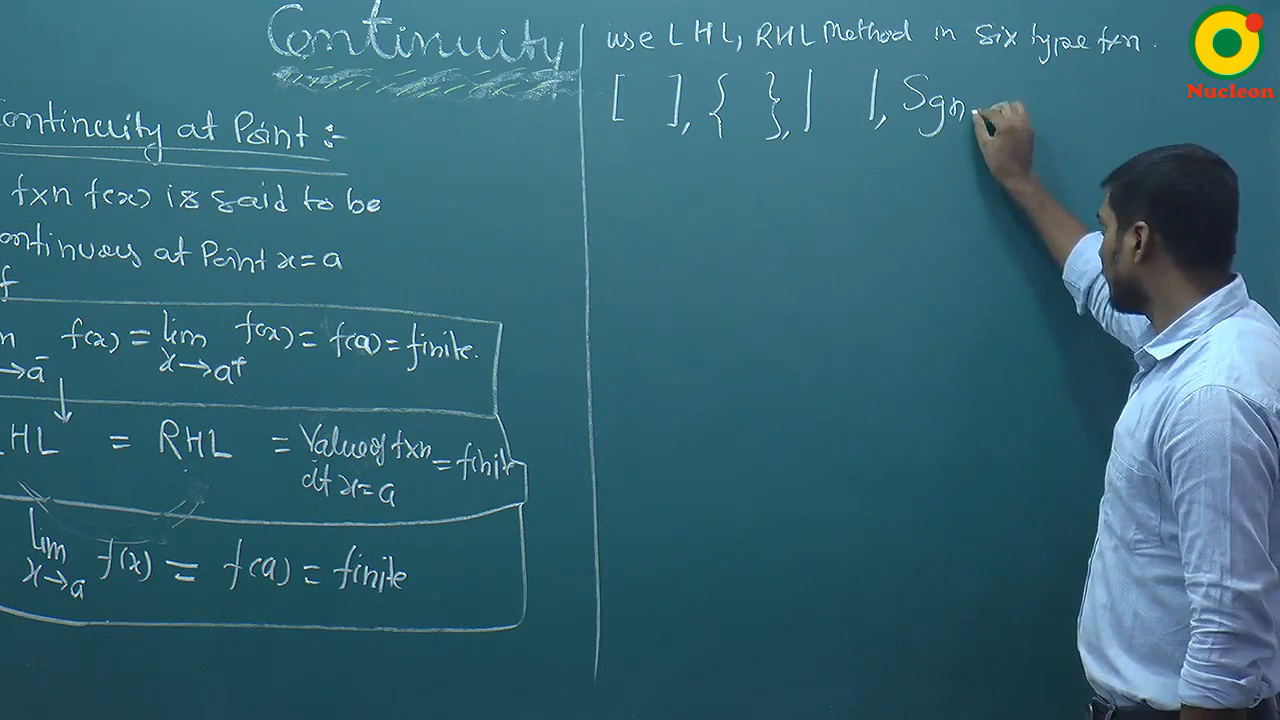 Continuity
Continuity at Point :-
fxn f(x) is said to be
ontinuous at Point x=a
f
f(x) = lim f(x) = f(a) = finite.
→a⁻ x→a⁺
HL = RHL = Value of fxn = finite
at x=a
lim f(x) = f(a) = finite
x→a
use LHL, RHL Method in Six type fxn.
[ ], { }, | |, Sgn
Nucleon